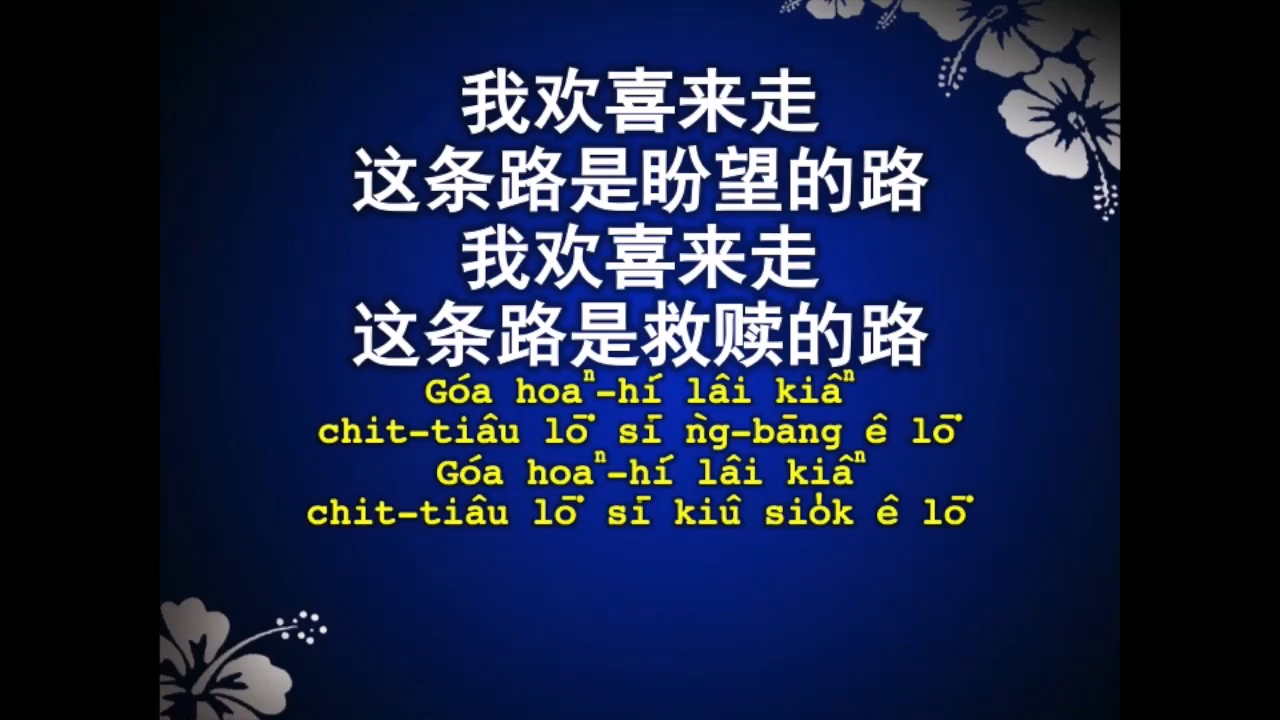 我欢喜来走
这条路是盼望的路
我欢喜来走
这条路是救赎的路
Góa hoaⁿ-hí lâi kiâⁿ
chit-tiâu lō͘ sī ǹg-bāng ê lō͘
Góa hoaⁿ-hí lâi kiâⁿ
chit-tiâu lō͘ sī kiû sio̍k ê lō͘